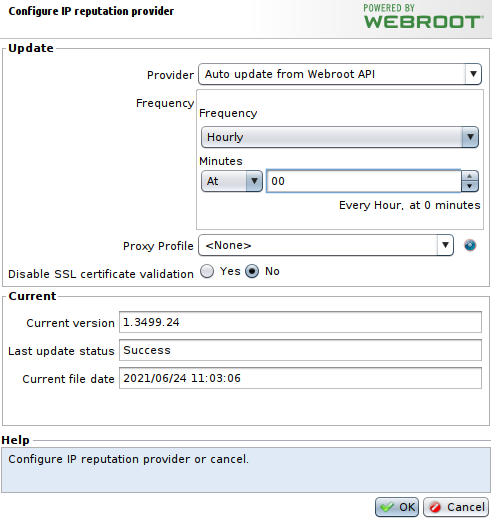 Configure IP reputation provider
POWERED BY
WEBROOT
Update
Provider Auto update from Webroot API
Frequency
Frequency
Hourly
Minutes
At 00
Every Hour, at 0 minutes
Proxy Profile <None>
Disable SSL certificate validation Yes No
Current
Current version 1.3499.24
Last update status Success
Current file date 2021/06/24 11:03:06
Help
Configure IP reputation provider or cancel.
OK Cancel